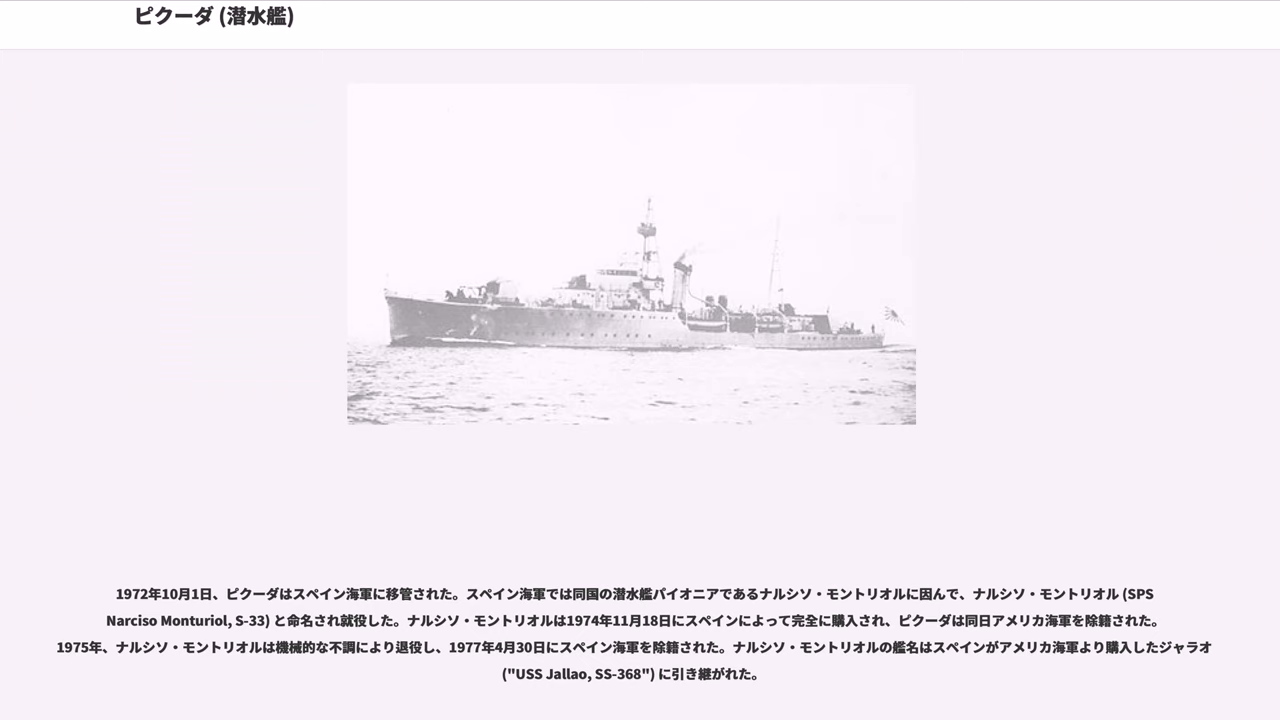 ピクーダ (潜水艦)
1972年10月1日、ピクーダはスペイン海軍に移管された。スペイン海軍では同国の潜水艦パイオニアであるナルシソ・モントリオルに因んで、ナルシソ・モントリオル (SPS
Narciso Monturiol, S-33) と命名され就役した。ナルシソ・モントリオルは1974年11月18日にスペインによって完全に購入され、ピクーダは同日アメリカ海軍を除籍された。
1975年、ナルシソ・モントリオルは機械的な不調により退役し、1977年4月30日にスペイン海軍を除籍された。ナルシソ・モントリオルの艦名はスペインがアメリカ海軍より購入したジャラオ
("USS Jallao, SS-368") に引き継がれた。